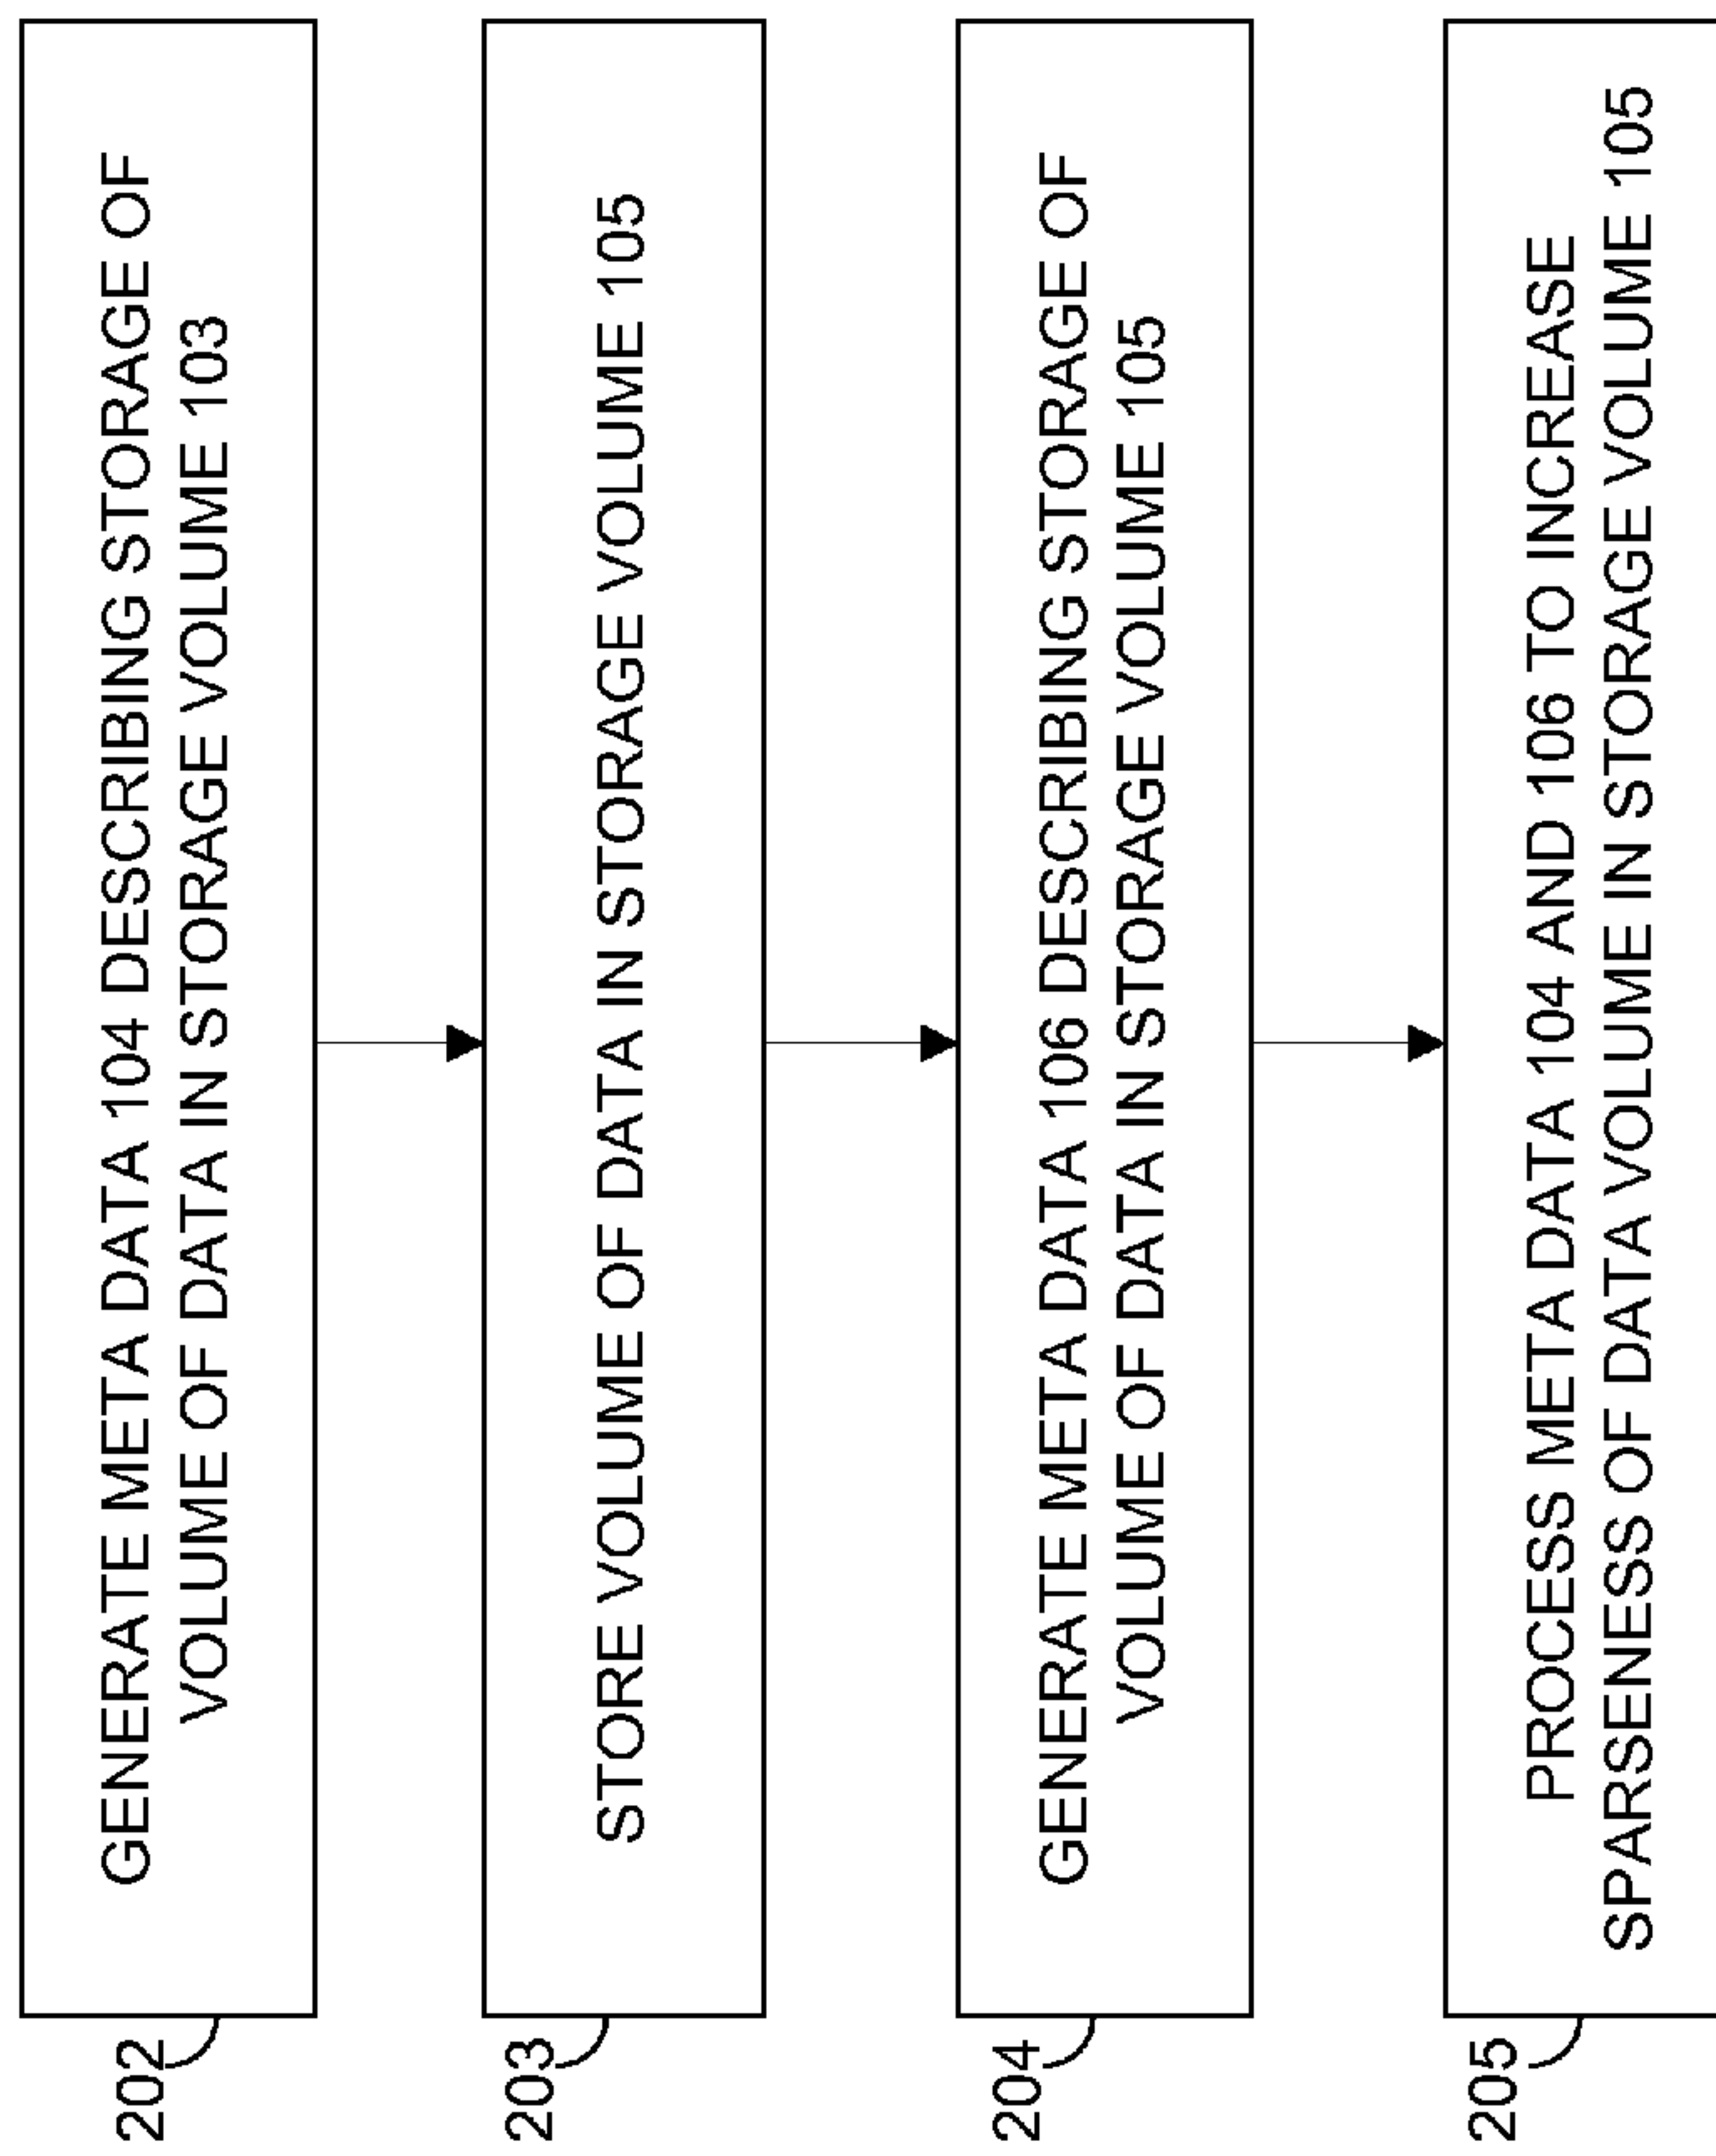 202
GENERATE META DATA 104 DESCRIBING STORAGE OF
VOLUME OF DATA IN STORAGE VOLUME 103
203
STORE VOLUME OF DATA IN STORAGE VOLUME 105
204
GENERATE META DATA 106 DESCRIBING STORAGE OF
VOLUME OF DATA IN STORAGE VOLUME 105
205
PROCESS META DATA 104 AND 106 TO INCREASE
SPARSENESS OF DATA VOLUME IN STORAGE VOLUME 105